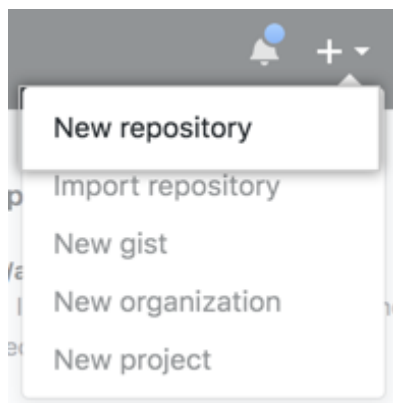 New repository
Import repository
New gist
New organization
New project